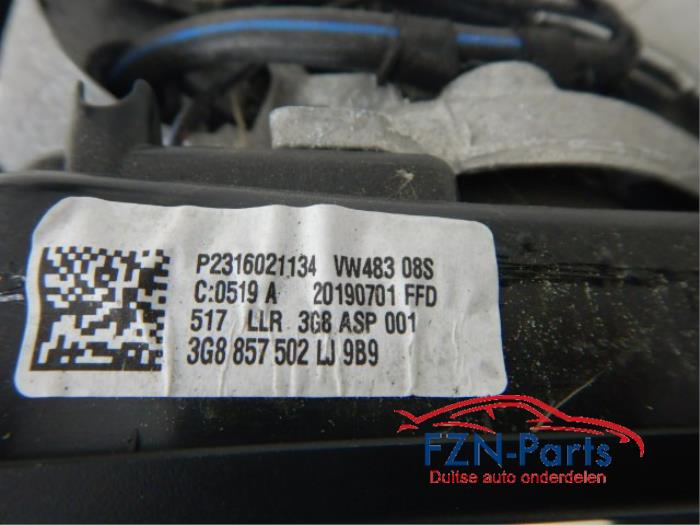 P2316021134 VW483 08S
C:0519 A 20190701 FFD
517 LLR 3G8 ASP 001
3G8 857 502 LJ 9B9
FZN-Parts
Duitse auto onderdelen